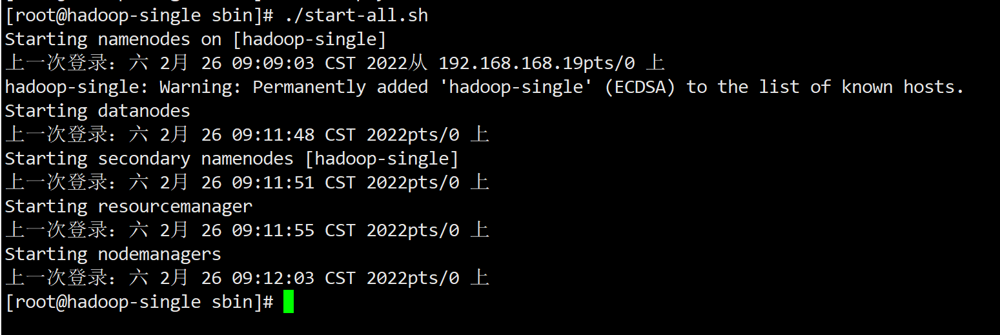 [root@hadoop-single sbin]# ./start-all.sh
Starting namenodes on [hadoop-single]
上一次登录：六 2月 26 09:09:03 CST 2022从 192.168.168.19pts/0 上
hadoop-single: Warning: Permanently added 'hadoop-single' (ECDSA) to the list of known hosts.
Starting datanodes
上一次登录：六 2月 26 09:11:48 CST 2022pts/0 上
Starting secondary namenodes [hadoop-single]
上一次登录：六 2月 26 09:11:51 CST 2022pts/0 上
Starting resourcemanager
上一次登录：六 2月 26 09:11:55 CST 2022pts/0 上
Starting nodemanagers
上一次登录：六 2月 26 09:12:03 CST 2022pts/0 上
[root@hadoop-single sbin]#